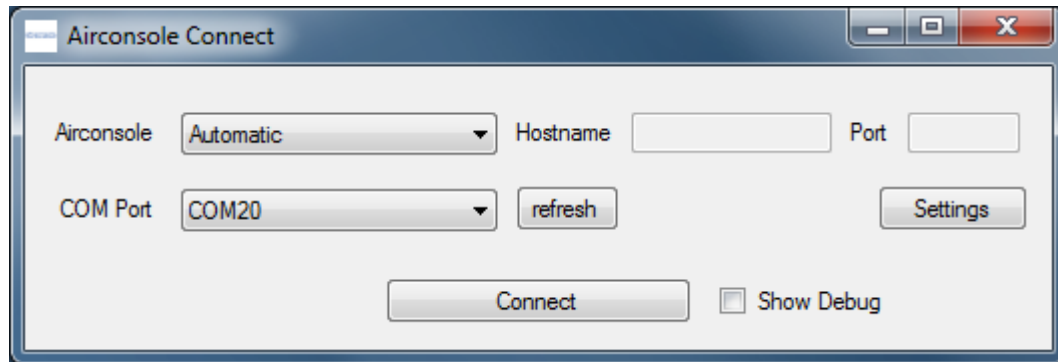 Airconsole Connect
Airconsole Automatic Hostname Port
COM Port COM20 refresh Settings
Connect Show Debug